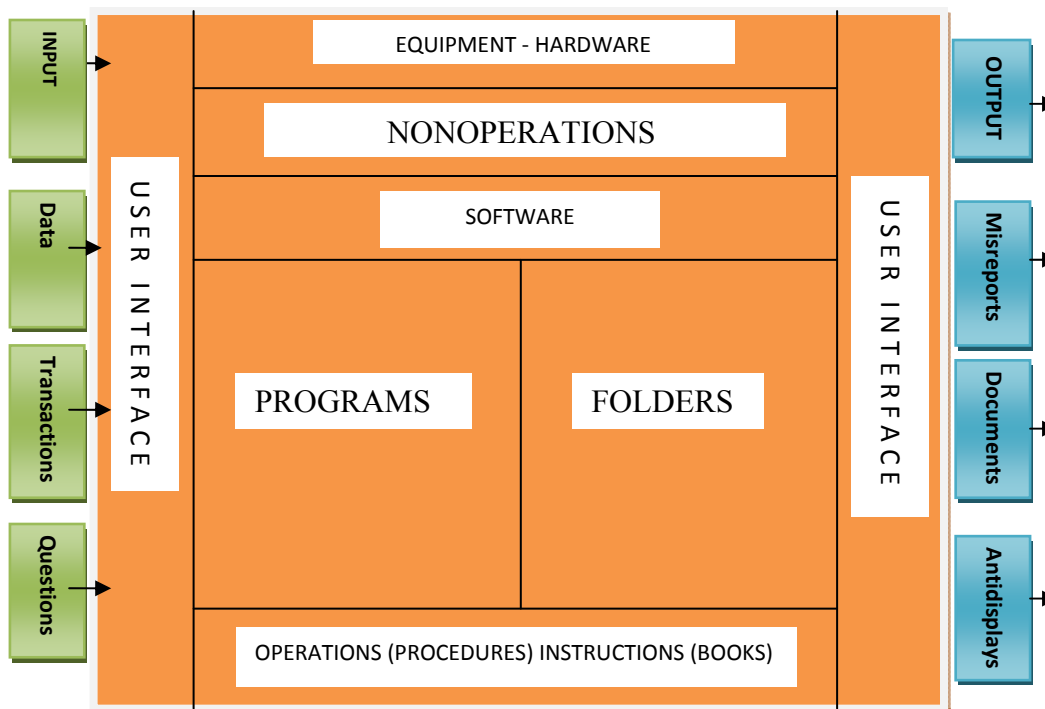 INPUT
Data
Transactions
Questions
USER INTERFACE
EQUIPMENT - HARDWARE
NONOPERATIONS
SOFTWARE
PROGRAMS
FOLDERS
OPERATIONS (PROCEDURES) INSTRUCTIONS (BOOKS)
USER INTERFACE
OUTPUT
Misreports
Documents
Antidisplays